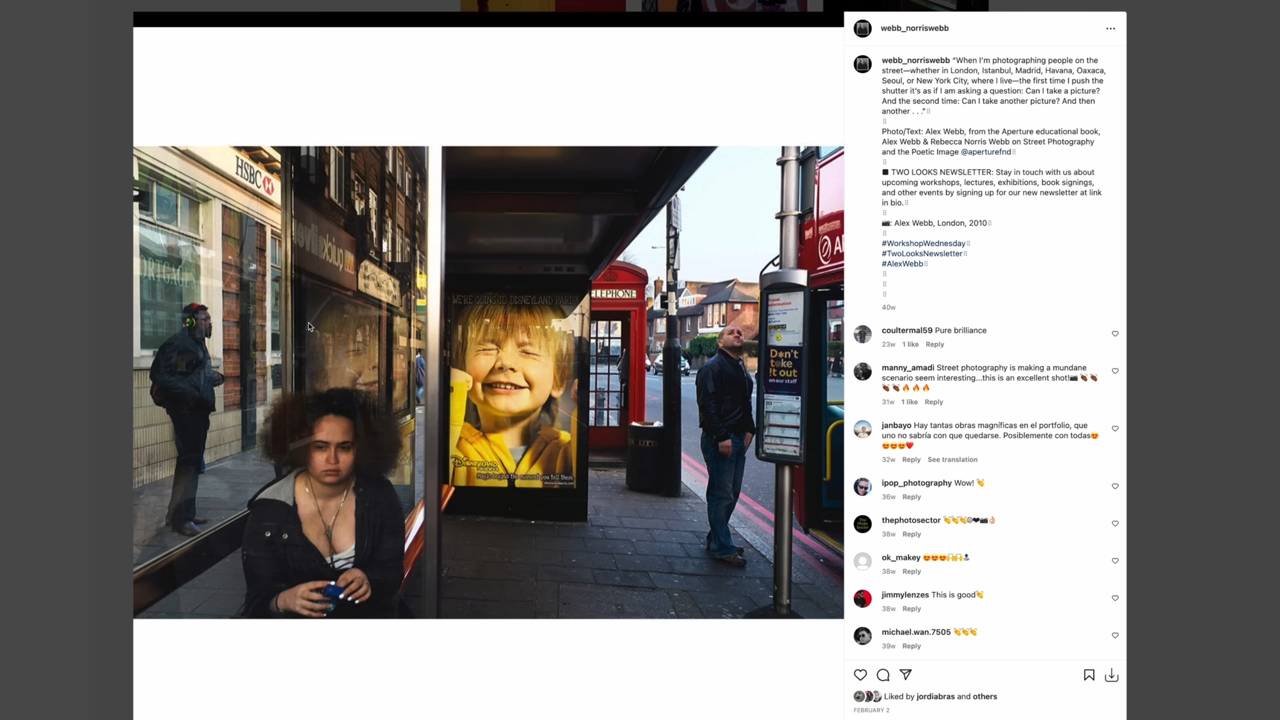 webb_norriswebb
webb_norriswebb "When I'm photographing people on the
street—whether in London, Istanbul, Madrid, Havana, Oaxaca,
Seoul, or New York City, where I live—the first time I push the
shutter it's as if I am asking a question: Can I take a picture?
And the second time: Can I take another picture? And then
another . . ."
Photo/Text: Alex Webb, from the Aperture educational book,
Alex Webb & Rebecca Norris Webb on Street Photography
and the Poetic Image @aperturefnd
TWO LOOKS NEWSLETTER: Stay in touch with us about
upcoming workshops, lectures, exhibitions, book signings,
and other events by signing up for our new newsletter at link
in bio.
📷: Alex Webb, London, 2010
#WorkshopWednesday
#TwoLooksNewsletter
#AlexWebb
40w
coultermal59 Pure brilliance
23w 1 like Reply
manny_amadi Street photography is making a mundane
scenario seem interesting...this is an excellent shot!
31w 1 like Reply
janbayo Hay tantas obras magníficas en el portfolio, que
uno no sabría con que quedarse. Posiblemente con todas
32w Reply See translation
ipop_photography Wow!
36w Reply
thephotosector
38w Reply
ok_makey
38w Reply
jimmylenzes This is good
38w Reply
michael.wan.7505
39w Reply
Liked by jordiabras and others
FEBRUARY 2
HSBC
WE'RE GOING TO DISNEYLAND PARIS
TELEPHONE
Don't
take
it out
on our staff